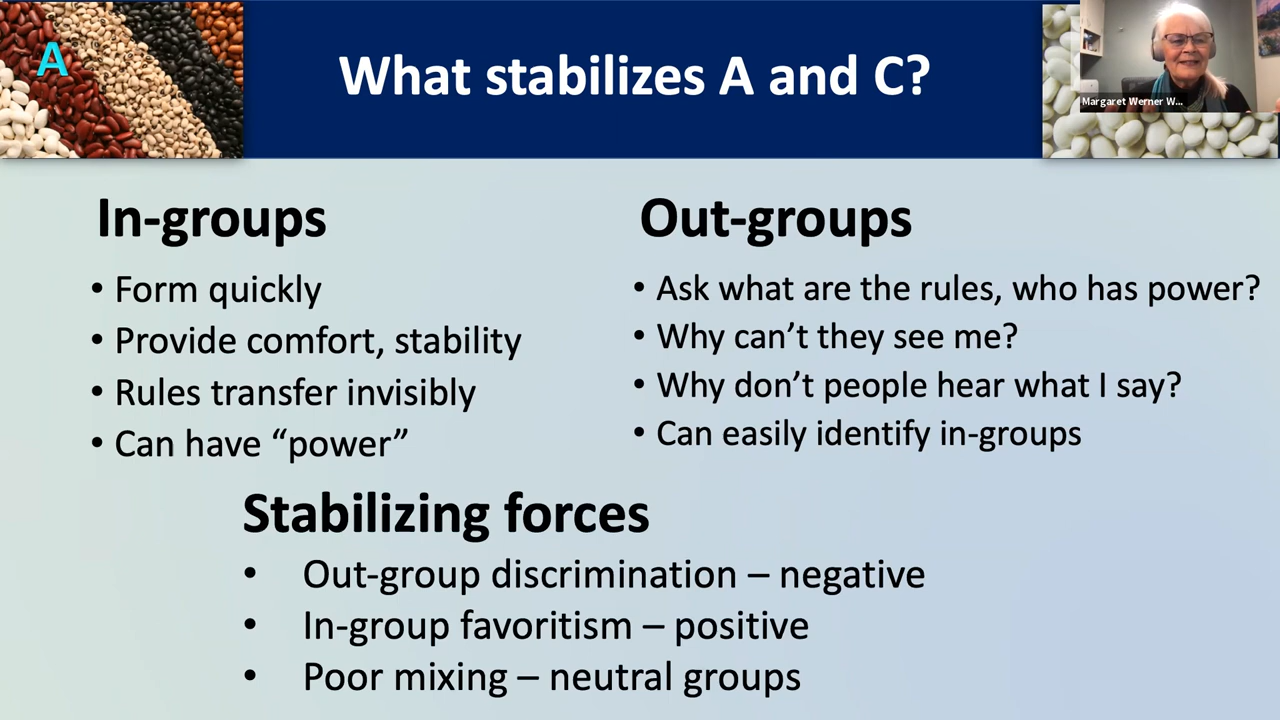 A
What stabilizes A and C?
Margaret Werner W...
In-groups
• Form quickly
• Provide comfort, stability
• Rules transfer invisibly
• Can have “power”
Out-groups
• Ask what are the rules, who has power?
• Why can’t they see me?
• Why don’t people hear what I say?
• Can easily identify in-groups
Stabilizing forces
• Out-group discrimination – negative
• In-group favoritism – positive
• Poor mixing – neutral groups